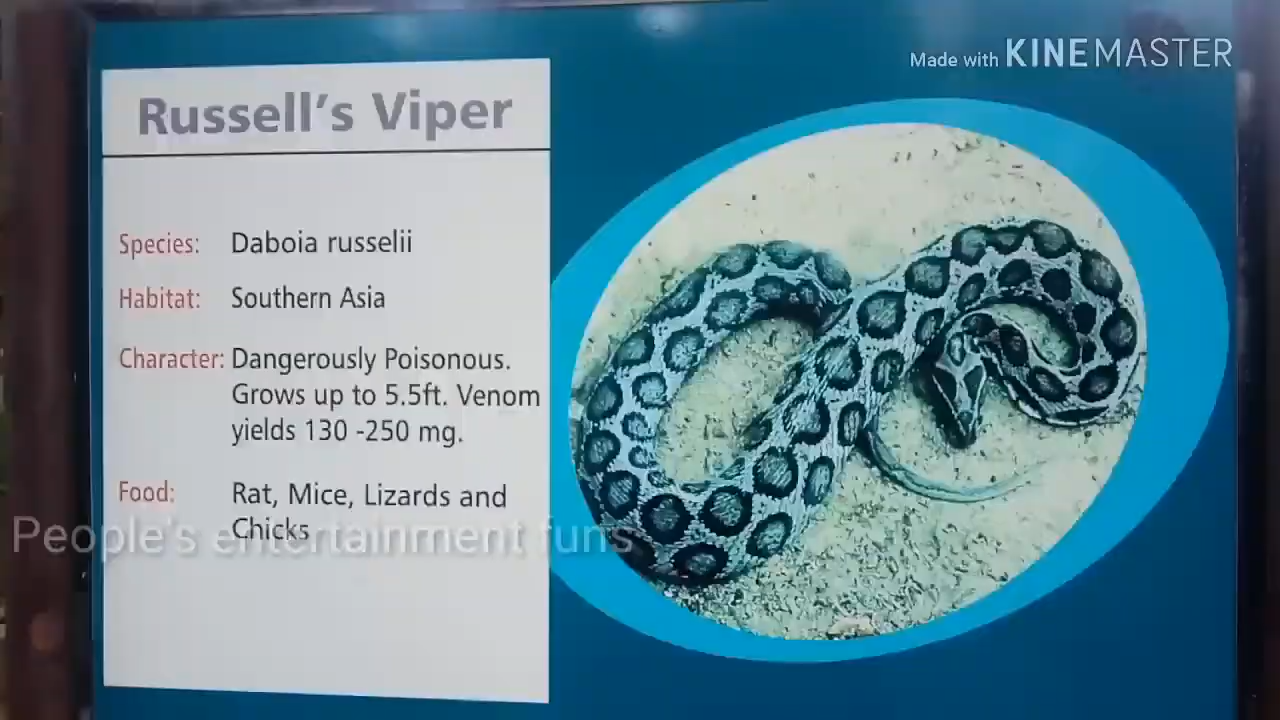 Made with KINEMASTER
Russell's Viper
Species: Daboia russelii
Habitat: Southern Asia
Character: Dangerously Poisonous.
Grows up to 5.5ft. Venom
yields 130 -250 mg.
Food: Rat, Mice, Lizards and
Chicks
People's entertainment funs